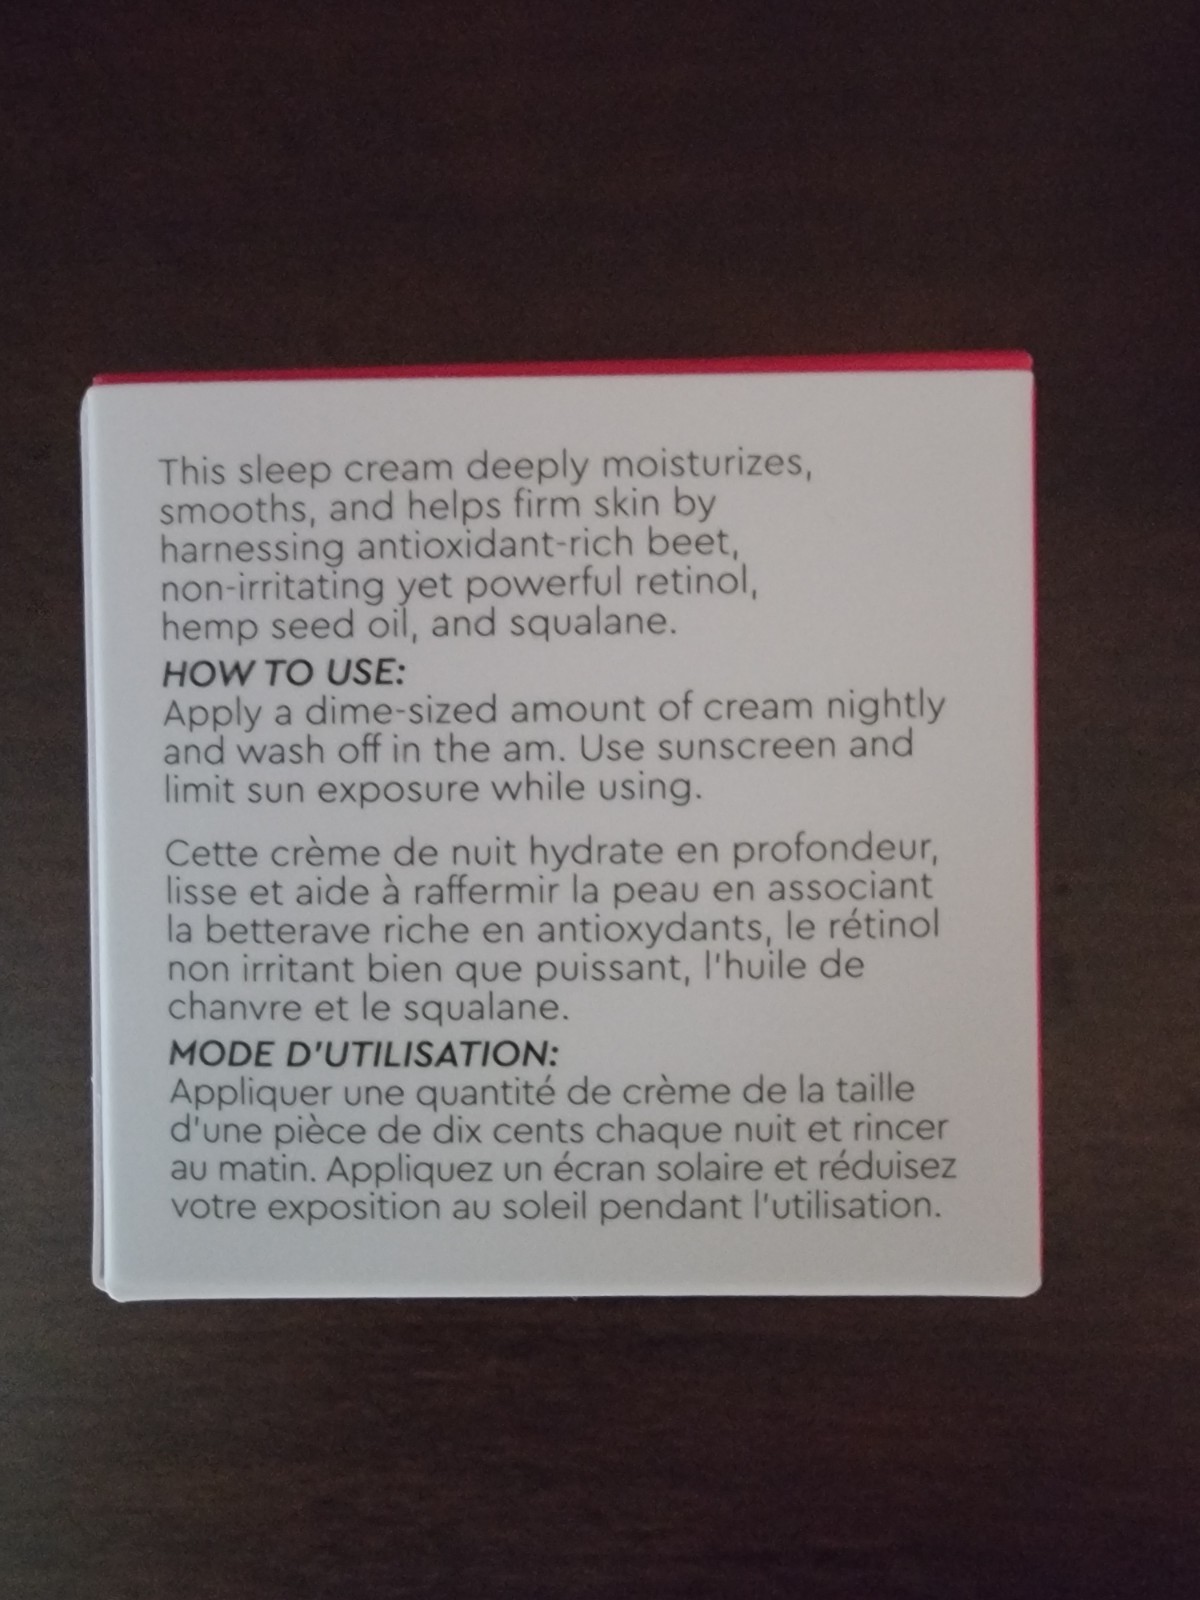 This sleep cream deeply moisturizes,
smooths, and helps firm skin by
harnessing antioxidant-rich beet,
non-irritating yet powerful retinol,
hemp seed oil, and squalane.
HOW TO USE:
Apply a dime-sized amount of cream nightly
and wash off in the am. Use sunscreen and
limit sun exposure while using.
Cette crème de nuit hydrate en profondeur,
lisse et aide à raffermir la peau en associant
la betterave riche en antioxydants, le rétinol
non irritant bien que puissant, l'huile de
chanvre et le squalane.
MODE D'UTILISATION:
Appliquer une quantité de crème de la taille
d'une pièce de dix cents chaque nuit et rincer
au matin. Appliquez un écran solaire et réduisez
votre exposition au soleil pendant l'utilisation.